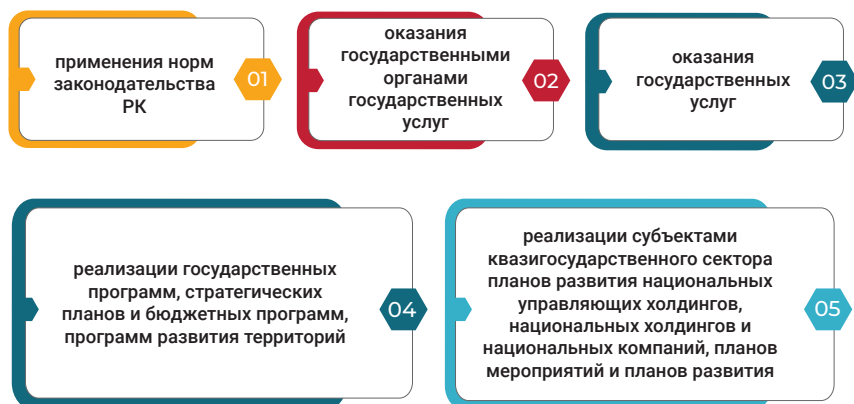 применения норм
законодательства
РК
01
оказания
государственными
органами
государственных
услуг
02
оказания
государственных
услуг
03
реализации государственных
программ, стратегических
планов и бюджетных программ,
программ развития территорий
04
реализации субъектами
квазигосударственного сектора
планов развития национальных
управляющих холдингов,
национальных холдингов и
национальных компаний, планов
мероприятий и планов развития
05